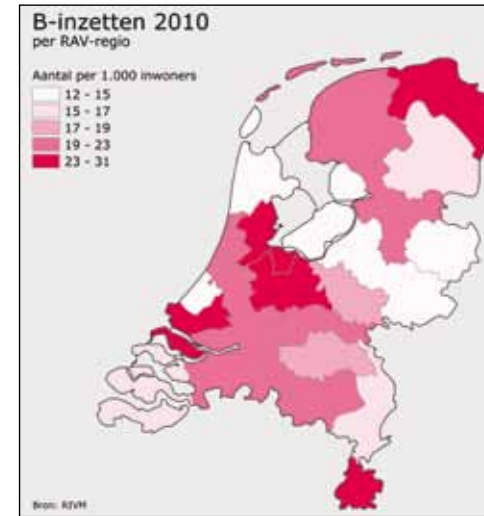 B-inzetten 2010
per RAV-regio
Aantal per 1.000 inwoners
12 - 15
15 - 17
17 - 19
19 - 23
23 - 31
Bron: RIVM